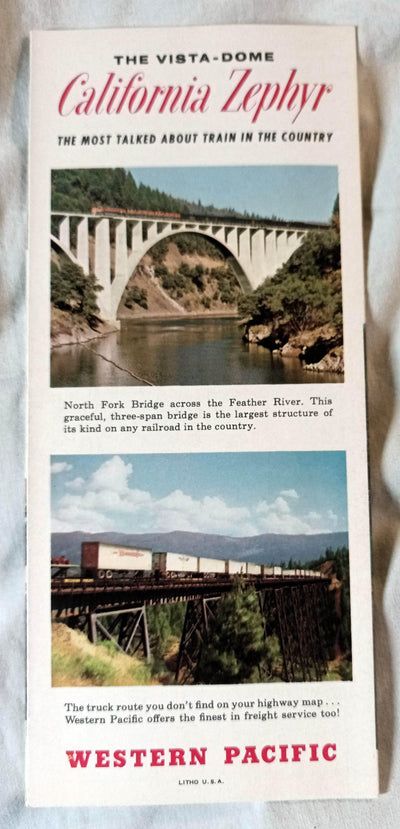 THE VISTA-DOME
California Zephyr
THE MOST TALKED ABOUT TRAIN IN THE COUNTRY
North Fork Bridge across the Feather River. This
graceful, three-span bridge is the largest structure of
its kind on any railroad in the country.
The truck route you don't find on your highway map . . .
Western Pacific offers the finest in freight service too!
WESTERN PACIFIC
LITHO U.S.A.